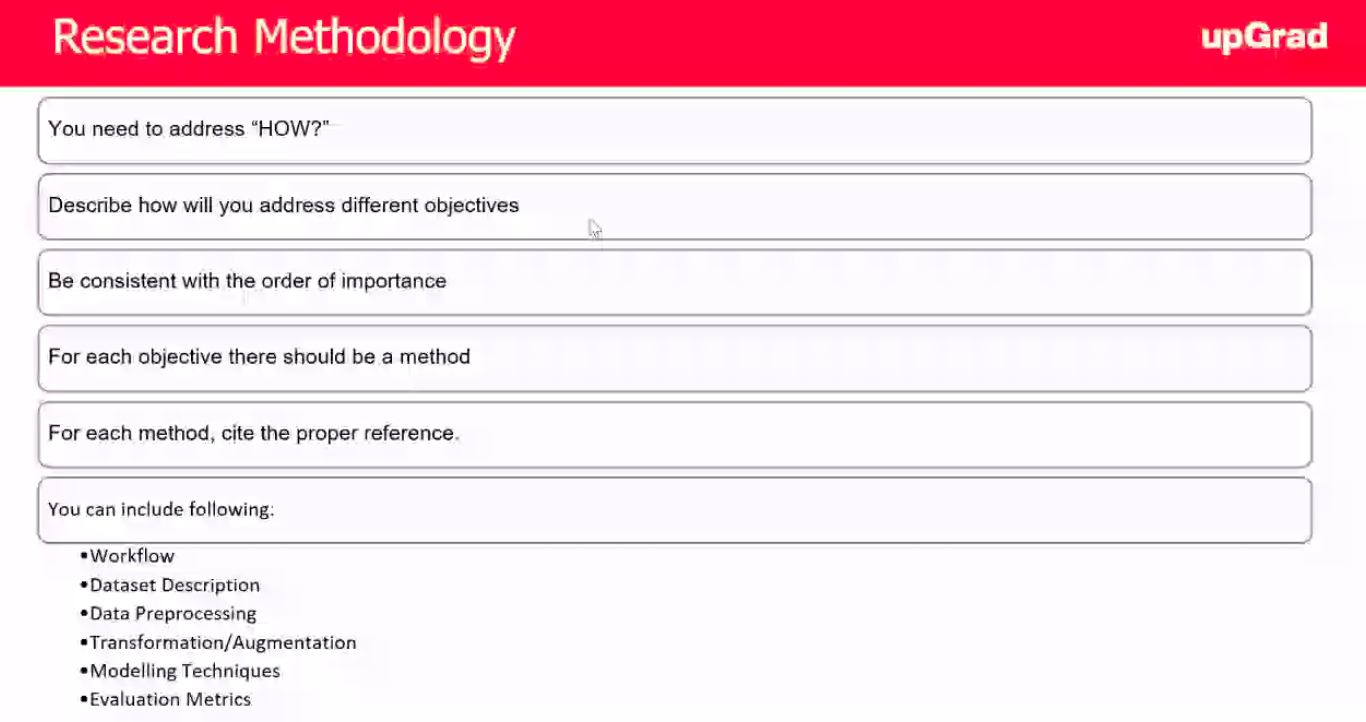 Research Methodology
upGrad
You need to address “HOW?”
Describe how will you address different objectives
Be consistent with the order of importance
For each objective there should be a method
For each method, cite the proper reference.
You can include following:
•Workflow
•Dataset Description
•Data Preprocessing
•Transformation/Augmentation
•Modelling Techniques
•Evaluation Metrics